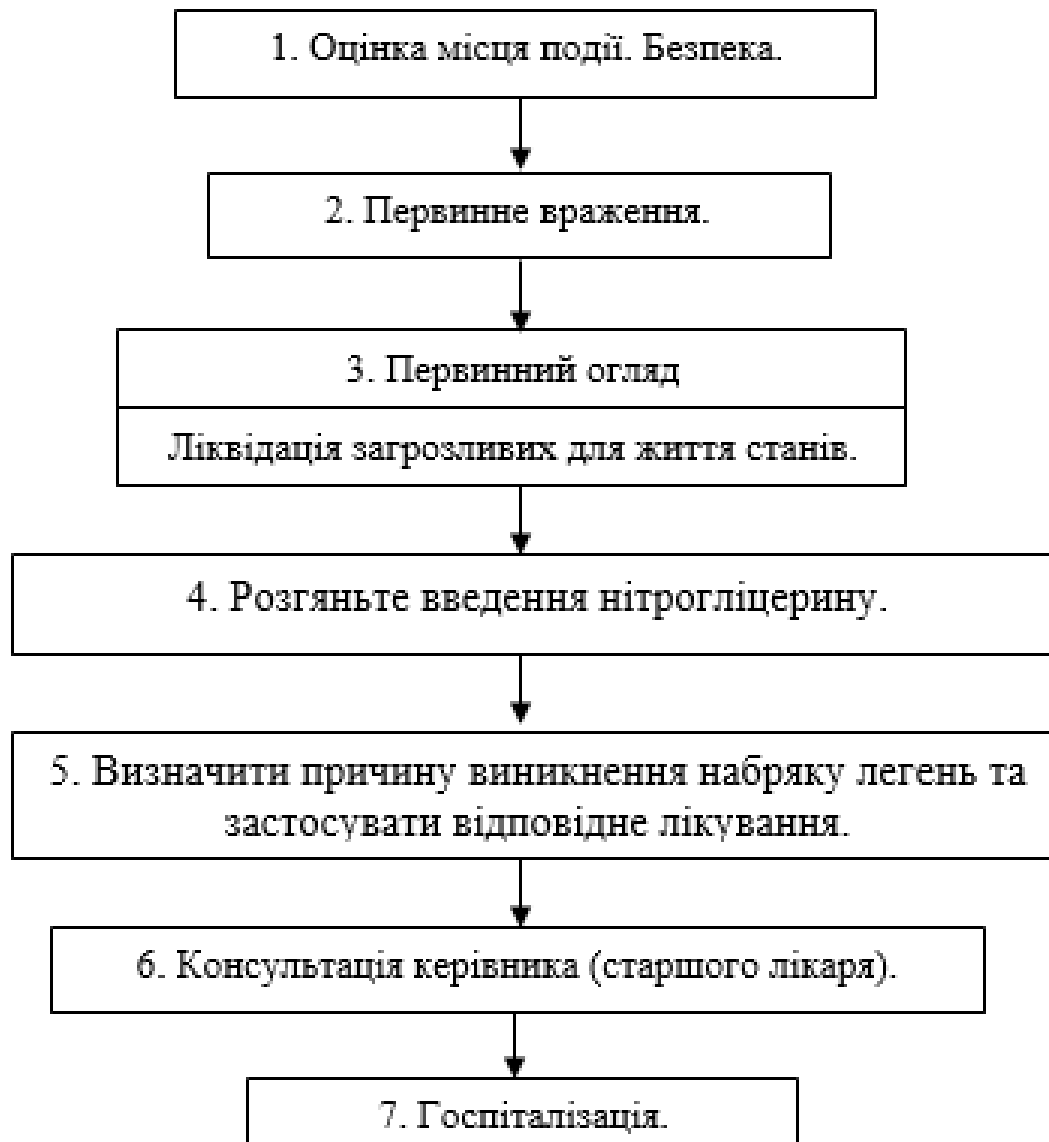 1. Оцінка місця події. Безпека.
2. Первинне враження.
3. Первинний огляд
Ліквідація загрозливих для життя станів.
4. Розгяньте введення нітрогліцерину.
5. Визначити причину виникнення набряку легень та
застосувати відповідне лікування.
6. Консультація керівника (старшого лікаря).
7. Госпіталізація.